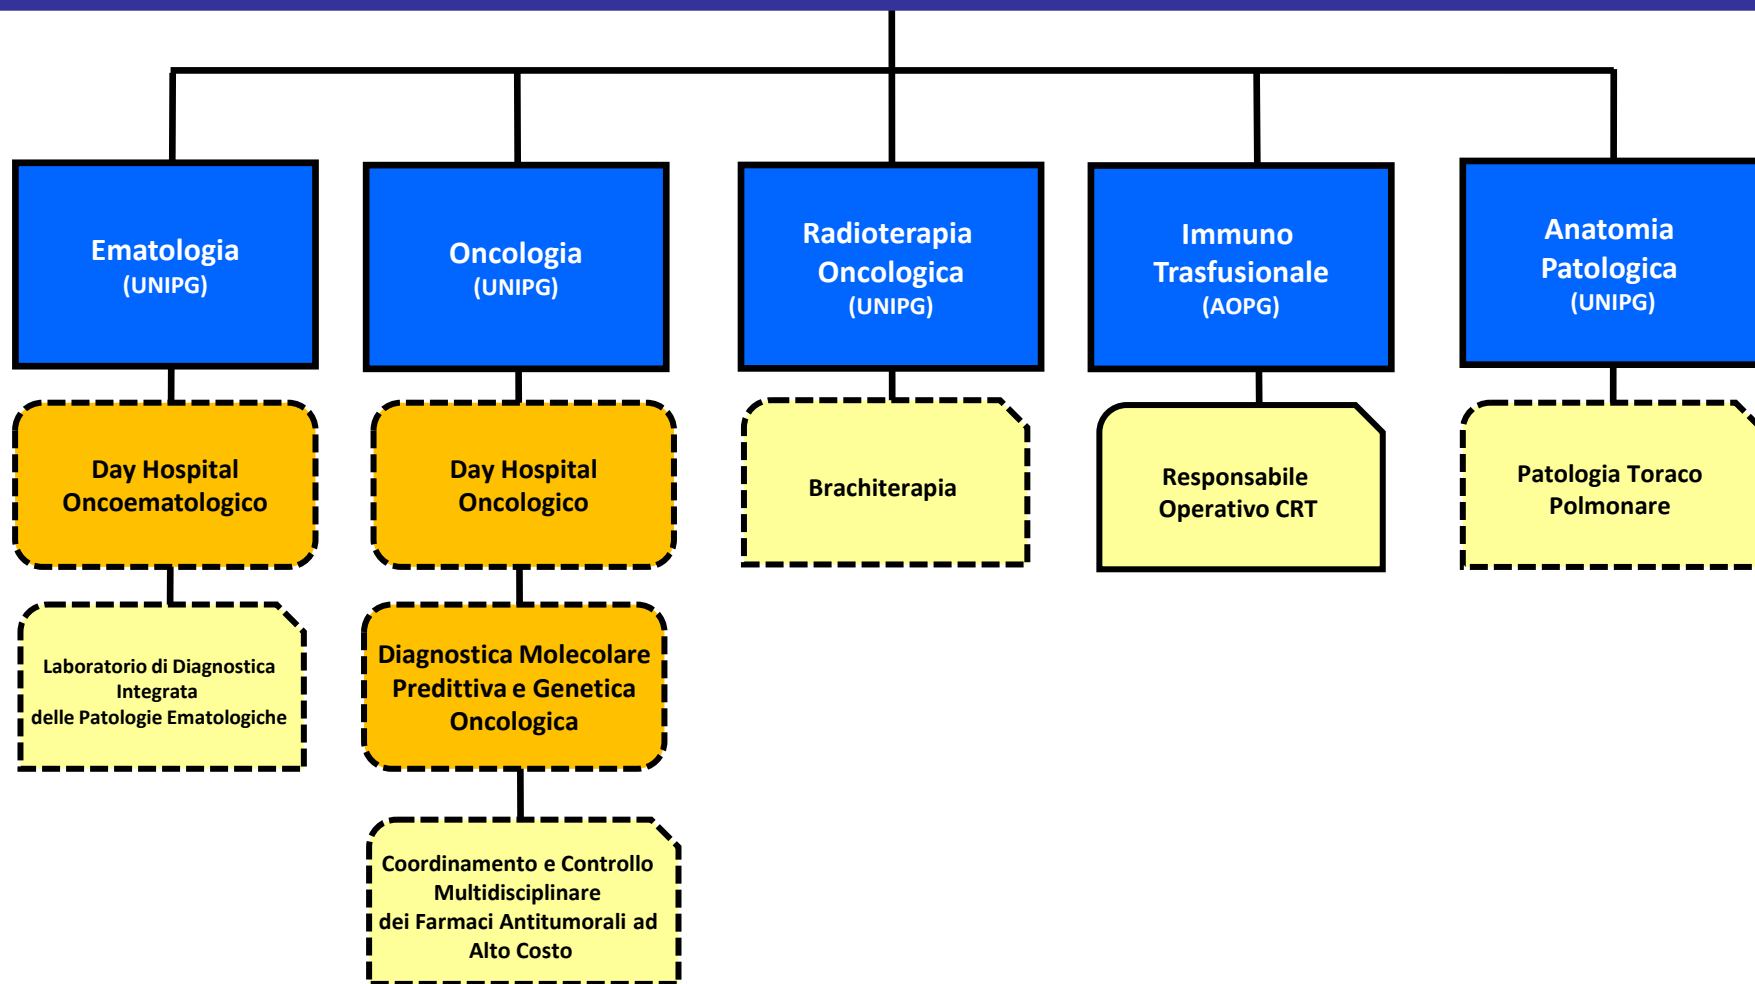 Ematologia
(UNIPG)
Oncologia
(UNIPG)
Radioterapia
Oncologica
(UNIPG)
Immuno
Trasfusionale
(AOPG)
Anatomia
Patologica
(UNIPG)
Day Hospital
Oncoematologico
Day Hospital
Oncologico
Brachiterapia
Responsabile
Operativo CRT
Patologia Toraco
Polmonare
Laboratorio di Diagnostica
Integrata
delle Patologie Ematologiche
Diagnostica Molecolare
Predittiva e Genetica
Oncologica
Coordinamento e Controllo
Multidisciplinare
dei Farmaci Antitumorali ad
Alto Costo